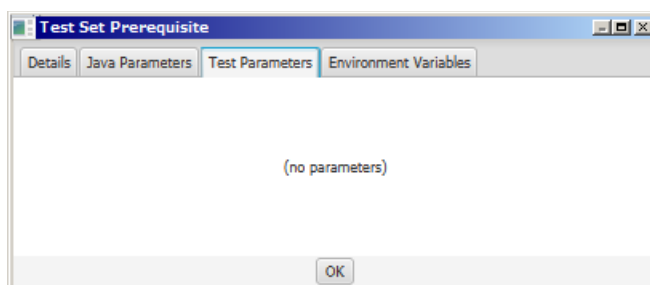 Test Set Prerequisite
Details Java Parameters Test Parameters Environment Variables
(no parameters)
OK